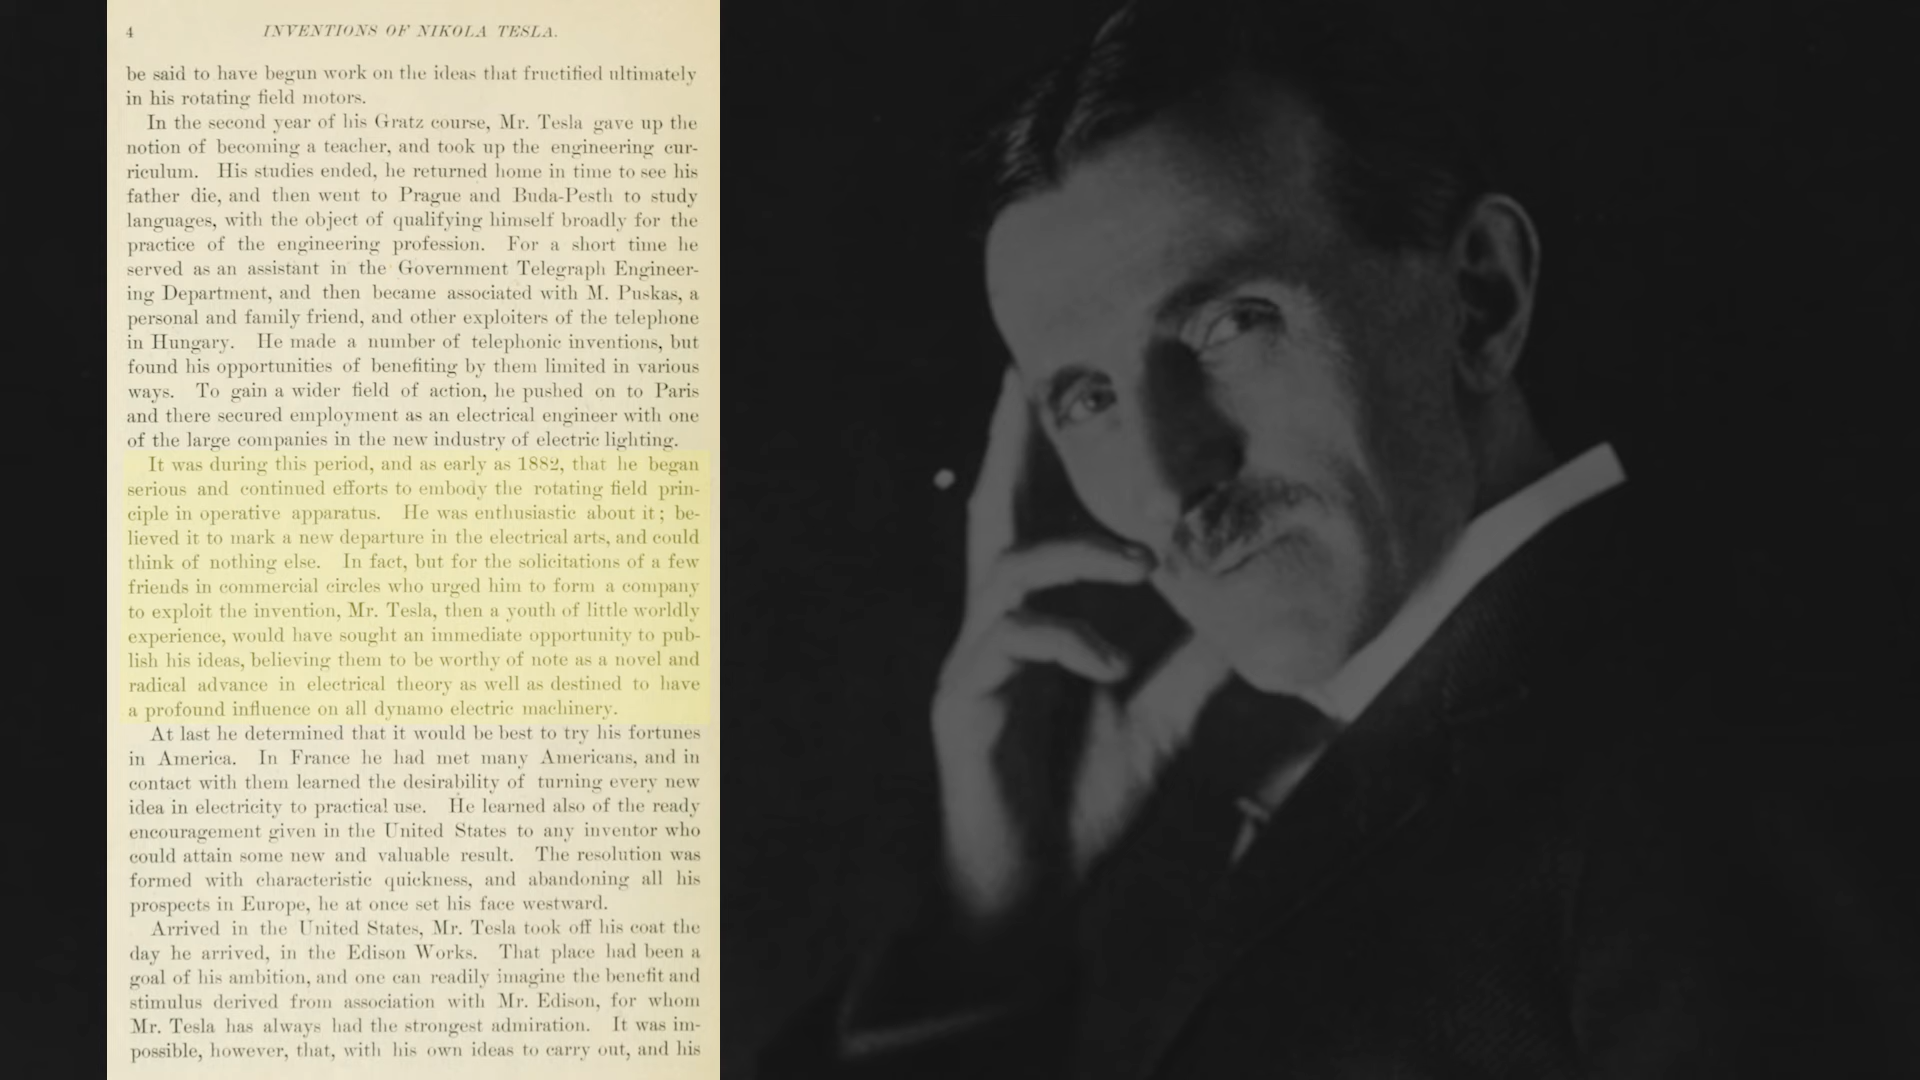 4 INVENTIONS OF NIKOLA TESLA.
be said to have begun work on the ideas that fructified ultimately
in his rotating field motors.
In the second year of his Gratz course, Mr. Tesla gave up the
notion of becoming a teacher, and took up the engineering cur-
riculum. His studies ended, he returned home in time to see his
father die, and then went to Prague and Buda-Pesth to study
languages, with the object of qualifying himself broadly for the
practice of the engineering profession. For a short time he
served as an assistant in the Government Telegraph Engineer-
ing Department, and then became associated with M. Puskas, a
personal and family friend, and other exploiters of the telephone
in Hungary. He made a number of telephonic inventions, but
found his opportunities of benefiting by them limited in various
ways. To gain a wider field of action, he pushed on to Paris
and there secured employment as an electrical engineer with one
of the large companies in the new industry of electric lighting.
It was during this period, and as early as 1882, that he began
serious and continued efforts to embody the rotating field prin-
ciple in operative apparatus. He was enthusiastic about it; be-
lieved it to mark a new departure in the electrical arts, and could
think of nothing else. In fact, but for the solicitations of a few
friends in commercial circles who urged him to form a company
to exploit the invention, Mr. Tesla, then a youth of little worldly
experience, would have sought an immediate opportunity to pub-
lish his ideas, believing them to be worthy of note as a novel and
radical advance in electrical theory as well as destined to have
a profound influence on all dynamo electric machinery.
At last he determined that it would be best to try his fortunes
in America. In France he had met many Americans, and in
contact with them learned the desirability of turning every new
idea in electricity to practical use. He learned also of the ready
encouragement given in the United States to any inventor who
could attain some new and valuable result. The resolution was
formed with characteristic quickness, and abandoning all his
prospects in Europe, he at once set his face westward.
Arrived in the United States, Mr. Tesla took off his coat the
day he arrived, in the Edison Works. That place had been a
goal of his ambition, and one can readily imagine the benefit and
stimulus derived from association with Mr. Edison, for whom
Mr. Tesla has always had the strongest admiration. It was im-
possible, however, that, with his own ideas to carry out, and his